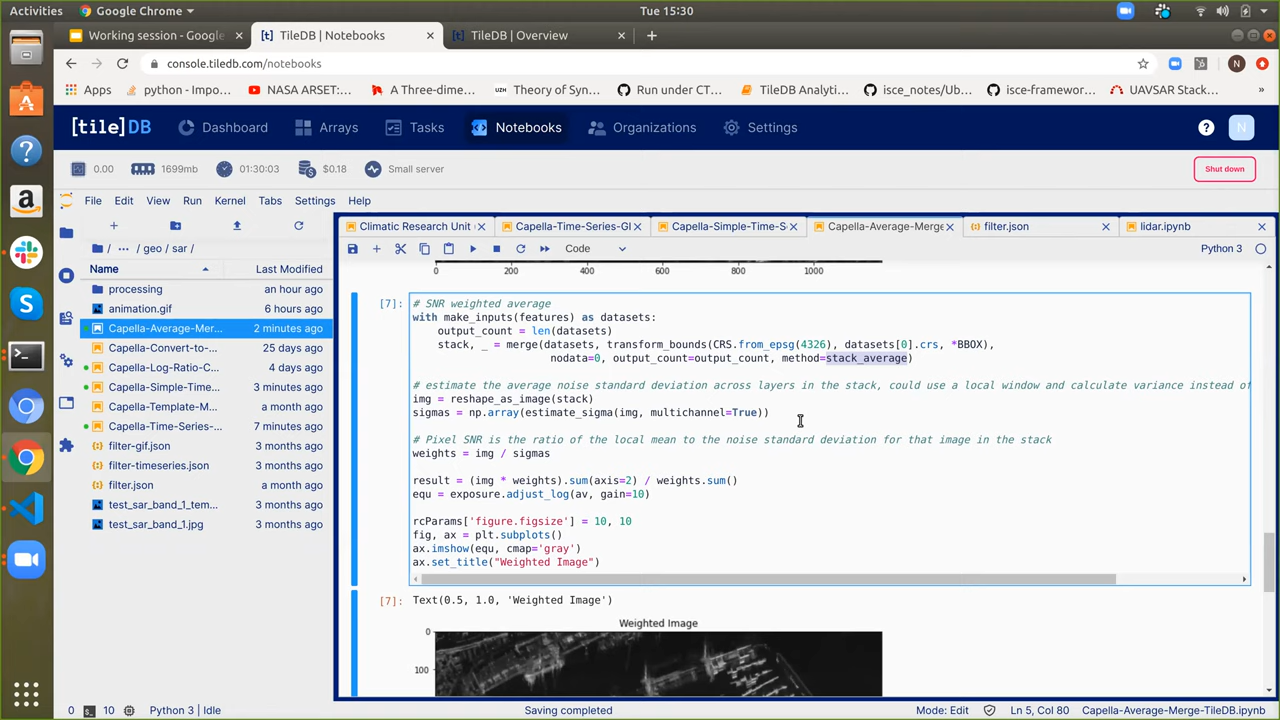 Activities Google Chrome Tue 15:30
Working session - Google TileDB | Notebooks TileDB | Overview
console.tiledb.com/notebooks N
Apps python - Impo... NASA ARSET:... A Three-dime... UZH Theory of Syn... Run under CT... TileDB Analyti... isce_notes/Ub... isce-framewor... UAVSAR Stack... »
[tile]DB Dashboard Arrays Tasks Notebooks Organizations Settings ? N
0.00 1699mb 01:30:03 $0.18 Small server Shut down
File Edit View Run Kernel Tabs Settings Help
Climatic Research Unit Capella-Time-Series-GI Capella-Simple-Time-S Capella-Average-Merge filter.json lidar.ipynb
/ ··· / geo / sar / Code Python 3
Name Last Modified
processing an hour ago
animation.gif 6 hours ago
Capella-Average-Mer... 2 minutes ago
Capella-Convert-to-... 25 days ago
Capella-Log-Ratio-C... 4 days ago
Capella-Simple-Time... 3 minutes ago
Capella-Template-M... a month ago
Capella-Time-Series-... 7 minutes ago
filter-gif.json 3 months ago
filter-timeseries.json 3 months ago
filter.json a month ago
test_sar_band_1_tem... 3 months ago
test_sar_band_1.jpg 3 months ago
0 200 400 600 800 1000
[7]: # SNR weighted average
with make_inputs(features) as datasets:
output_count = len(datasets)
stack, _ = merge(datasets, transform_bounds(CRS.from_epsg(4326), datasets[0].crs, *BBOX),
nodata=0, output_count=output_count, method=stack_average)
# estimate the average noise standard deviation across layers in the stack, could use a local window and calculate variance instead of
img = reshape_as_image(stack)
sigmas = np.array(estimate_sigma(img, multichannel=True))
# Pixel SNR is the ratio of the local mean to the noise standard deviation for that image in the stack
weights = img / sigmas
result = (img * weights).sum(axis=2) / weights.sum()
equ = exposure.adjust_log(av, gain=10)
rcParams['figure.figsize'] = 10, 10
fig, ax = plt.subplots()
ax.imshow(equ, cmap='gray')
ax.set_title("Weighted Image")
[7]: Text(0.5, 1.0, 'Weighted Image')
Weighted Image
0
100
0 10 Python 3 | Idle Saving completed Mode: Edit Ln 5, Col 80 Capella-Average-Merge-TileDB.ipynb